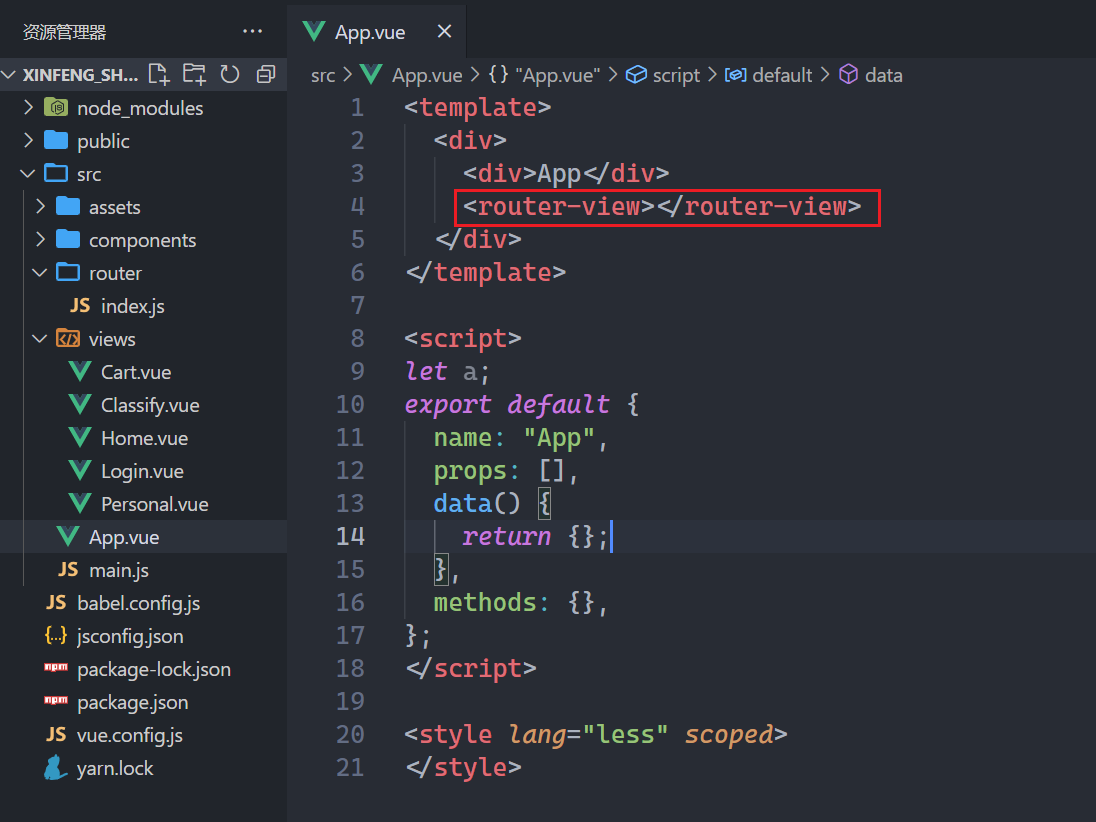 资源管理器 ···
XINFENG_SH...
node_modules
public
src
assets
components
router
JS index.js
views
Cart.vue
Classify.vue
Home.vue
Login.vue
Personal.vue
App.vue
JS main.js
JS babel.config.js
{..} jsconfig.json
npm package-lock.json
npm package.json
JS vue.config.js
yarn.lock
App.vue
src > App.vue > {} "App.vue" > script > default > data
1 <template>
2 <div>
3 <div>App</div>
4 <router-view></router-view>
5 </div>
6 </template>
7
8 <script>
9 let a;
10 export default {
11 name: "App",
12 props: [],
13 data() {
14 return {};
15 },
16 methods: {},
17 };
18 </script>
19
20 <style lang="less" scoped>
21 </style>